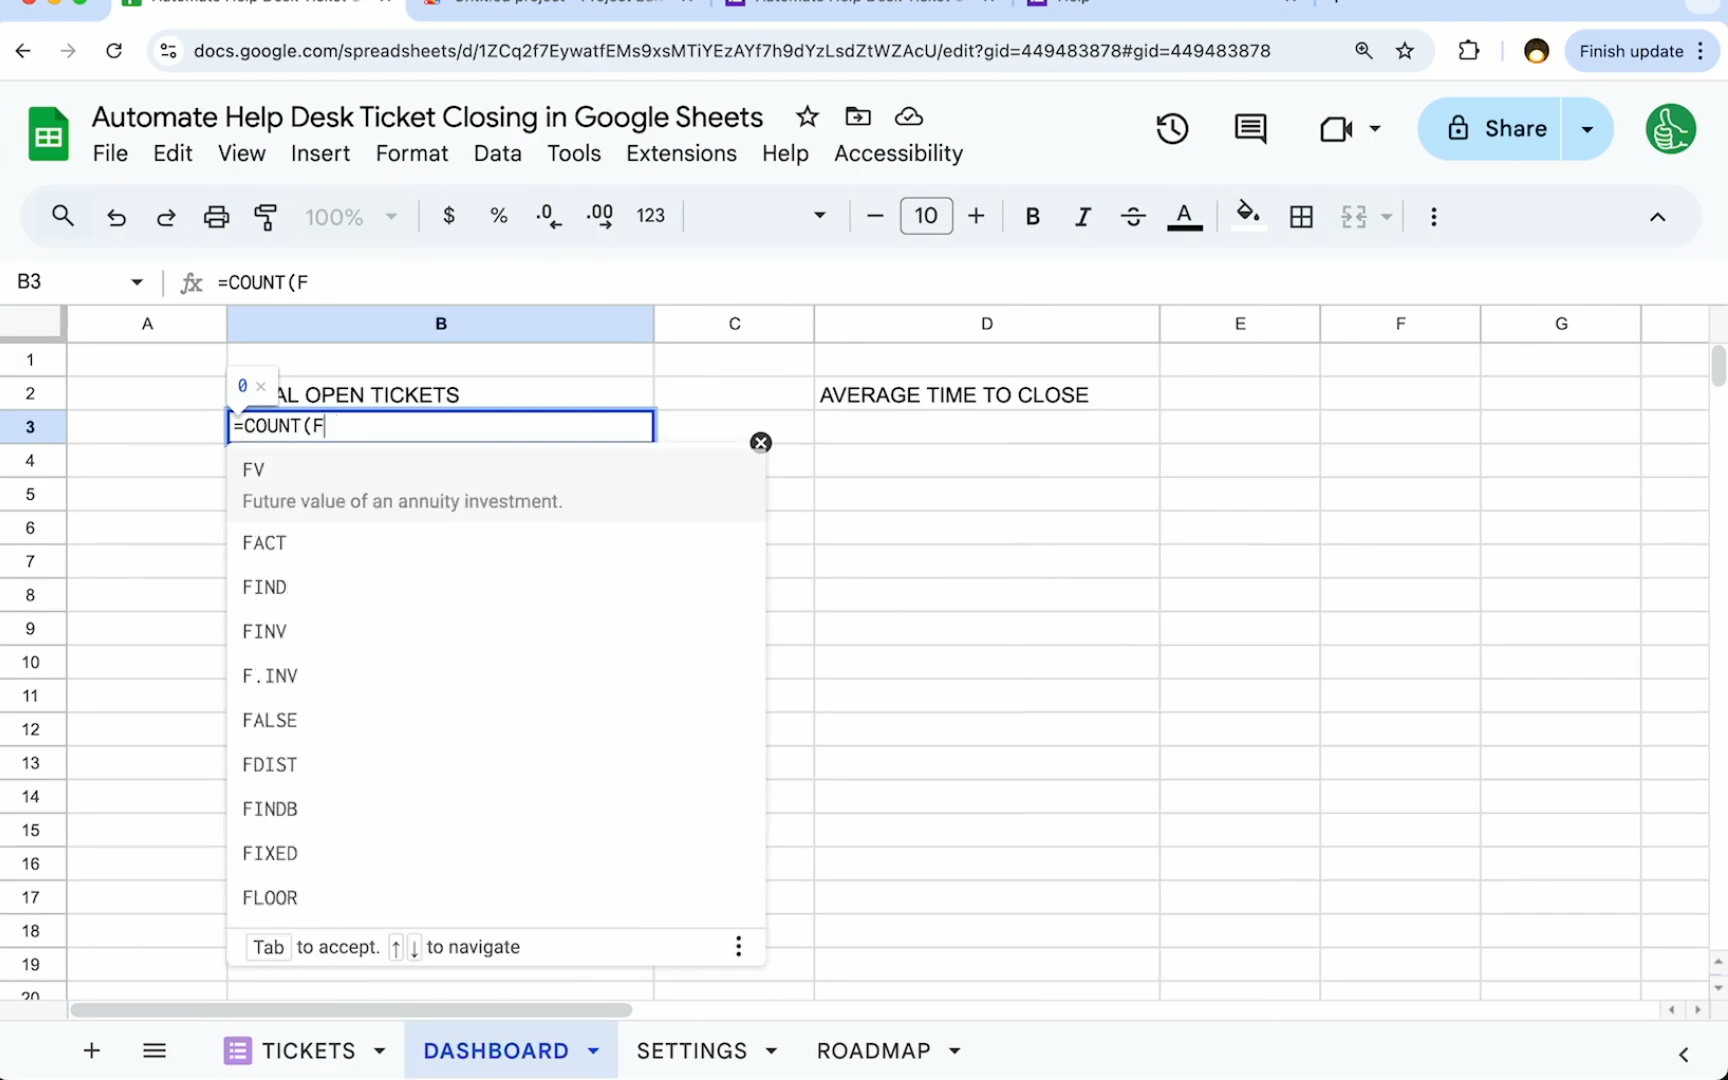 docs.google.com/spreadsheets/d/1ZCq2f7EywatfEMs9xsMTiYEzAYf7h9dYzLsdZtWZAcU/edit?gid=449483878#gid=449483878
Finish update
Automate Help Desk Ticket Closing in Google Sheets
File Edit View Insert Format Data Tools Extensions Help Accessibility
Share
100% $ % .0 .00 123 10 B I A
B3 fx =COUNT(F
A B C D E F G
1
2 AL OPEN TICKETS AVERAGE TIME TO CLOSE
0 ×
3 =COUNT(F
4
5
6
7
8
9
10
11
12
13
14
15
16
17
18
19
20
FV
Future value of an annuity investment.
FACT
FIND
FINV
F.INV
FALSE
FDIST
FINDB
FIXED
FLOOR
Tab to accept. ↑ ↓ to navigate
+ TICKETS DASHBOARD SETTINGS ROADMAP